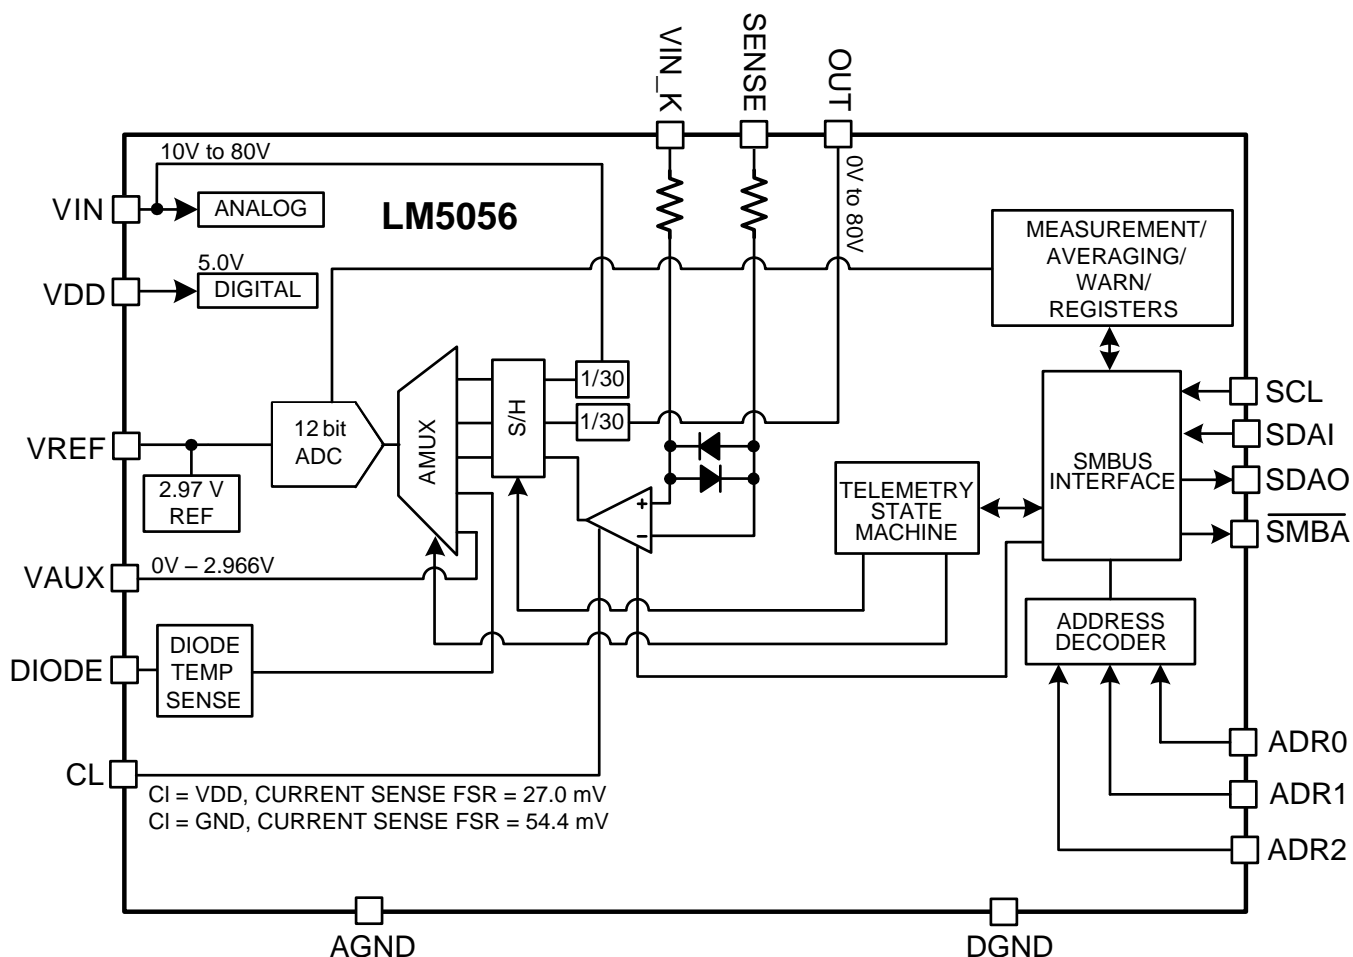 VIN_K
SENSE
OUT
10V to 80V
0V to 80V
VIN
ANALOG
LM5056
MEASUREMENT/
AVERAGING/
WARN/
REGISTERS
5.0V
VDD
DIGITAL
1/30
SCL
12 bit
ADC
AMUX
S/H
1/30
VREF
SDAI
SMBUS
INTERFACE
2.97 V
REF
+
–
TELEMETRY
STATE
MACHINE
SDAO
SMBA
VAUX
0V – 2.966V
ADDRESS
DECODER
DIODE
DIODE
TEMP
SENSE
ADR0
CL
Cl = VDD, CURRENT SENSE FSR = 27.0 mV
Cl = GND, CURRENT SENSE FSR = 54.4 mV
ADR1
ADR2
AGND
DGND